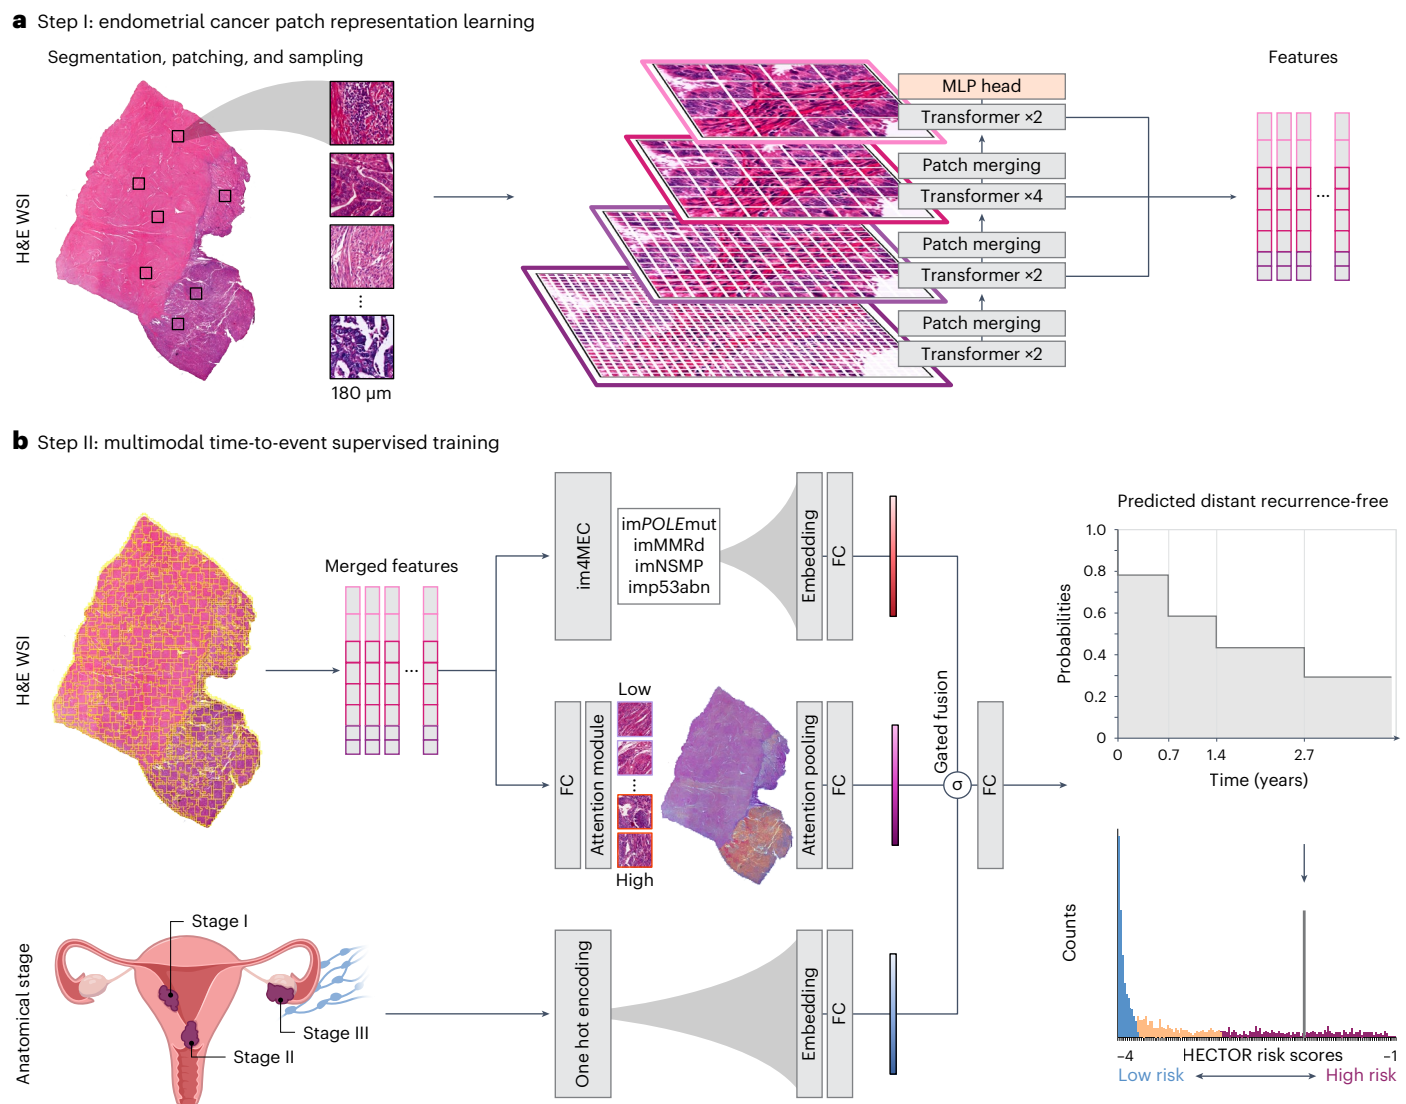 a Step I: endometrial cancer patch representation learning
Segmentation, patching, and sampling
Features
H&E WSI
180 μm
MLP head
Transformer ×2
Patch merging
Transformer ×4
Patch merging
Transformer ×2
Patch merging
Transformer ×2
...
b Step II: multimodal time-to-event supervised training
H&E WSI
Merged features
...
im4MEC
imPOLEmut
imMMRd
imNSMP
imp53abn
Embedding
FC
FC
Attention module
Low
High
Attention pooling
FC
Gated fusion
σ
FC
Anatomical stage
Stage I
Stage III
Stage II
One hot encoding
Embedding
FC
Predicted distant recurrence-free
Probabilities
1.0
0.8
0.6
0.4
0.2
0
0 0.7 1.4 2.7
Time (years)
Counts
–4 HECTOR risk scores –1
Low risk High risk